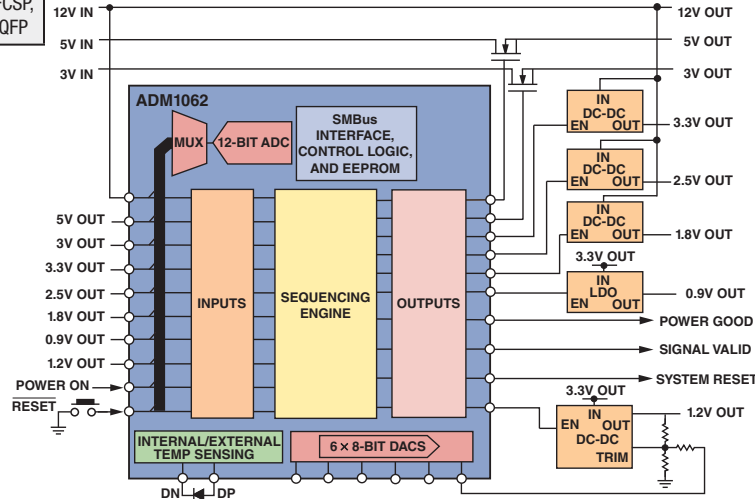 FCSP,
QFP
12V IN
12V OUT
5V IN
5V OUT
3V IN
3V OUT
ADM1062
MUX
12-BIT ADC
SMBus
INTERFACE,
CONTROL LOGIC,
AND EEPROM
IN
DC-DC
EN OUT
3.3V OUT
IN
DC-DC
EN OUT
2.5V OUT
IN
DC-DC
EN OUT
1.8V OUT
3.3V OUT
IN
LDO
EN OUT
0.9V OUT
5V OUT
3V OUT
3.3V OUT
2.5V OUT
1.8V OUT
0.9V OUT
1.2V OUT
POWER ON
RESET
INPUTS
SEQUENCING
ENGINE
OUTPUTS
POWER GOOD
SIGNAL VALID
SYSTEM RESET
3.3V OUT
IN
EN OUT
DC-DC
TRIM
1.2V OUT
INTERNAL/EXTERNAL
TEMP SENSING
6 × 8-BIT DACS
DN DP